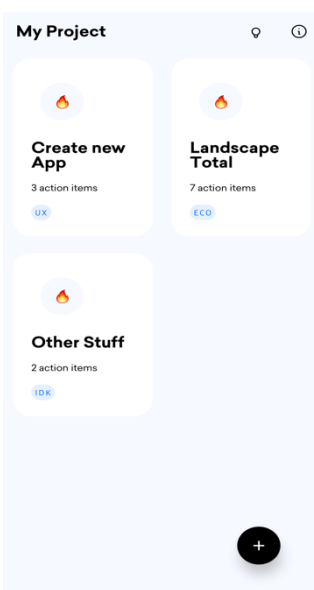 My Project
Create new
App
3 action items
UX
Landscape
Total
7 action items
ECO
Other Stuff
2 action items
IDK